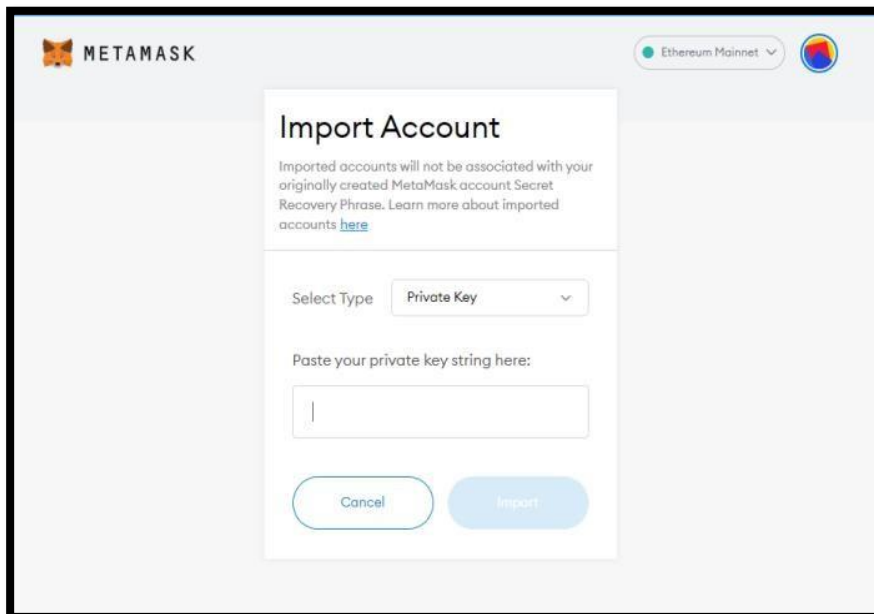 METAMASK
Ethereum Mainnet
Import Account
Imported accounts will not be associated with your
originally created MetaMask account Secret
Recovery Phrase. Learn more about imported
accounts here
Select Type
Private Key
Paste your private key string here:
Cancel
Import